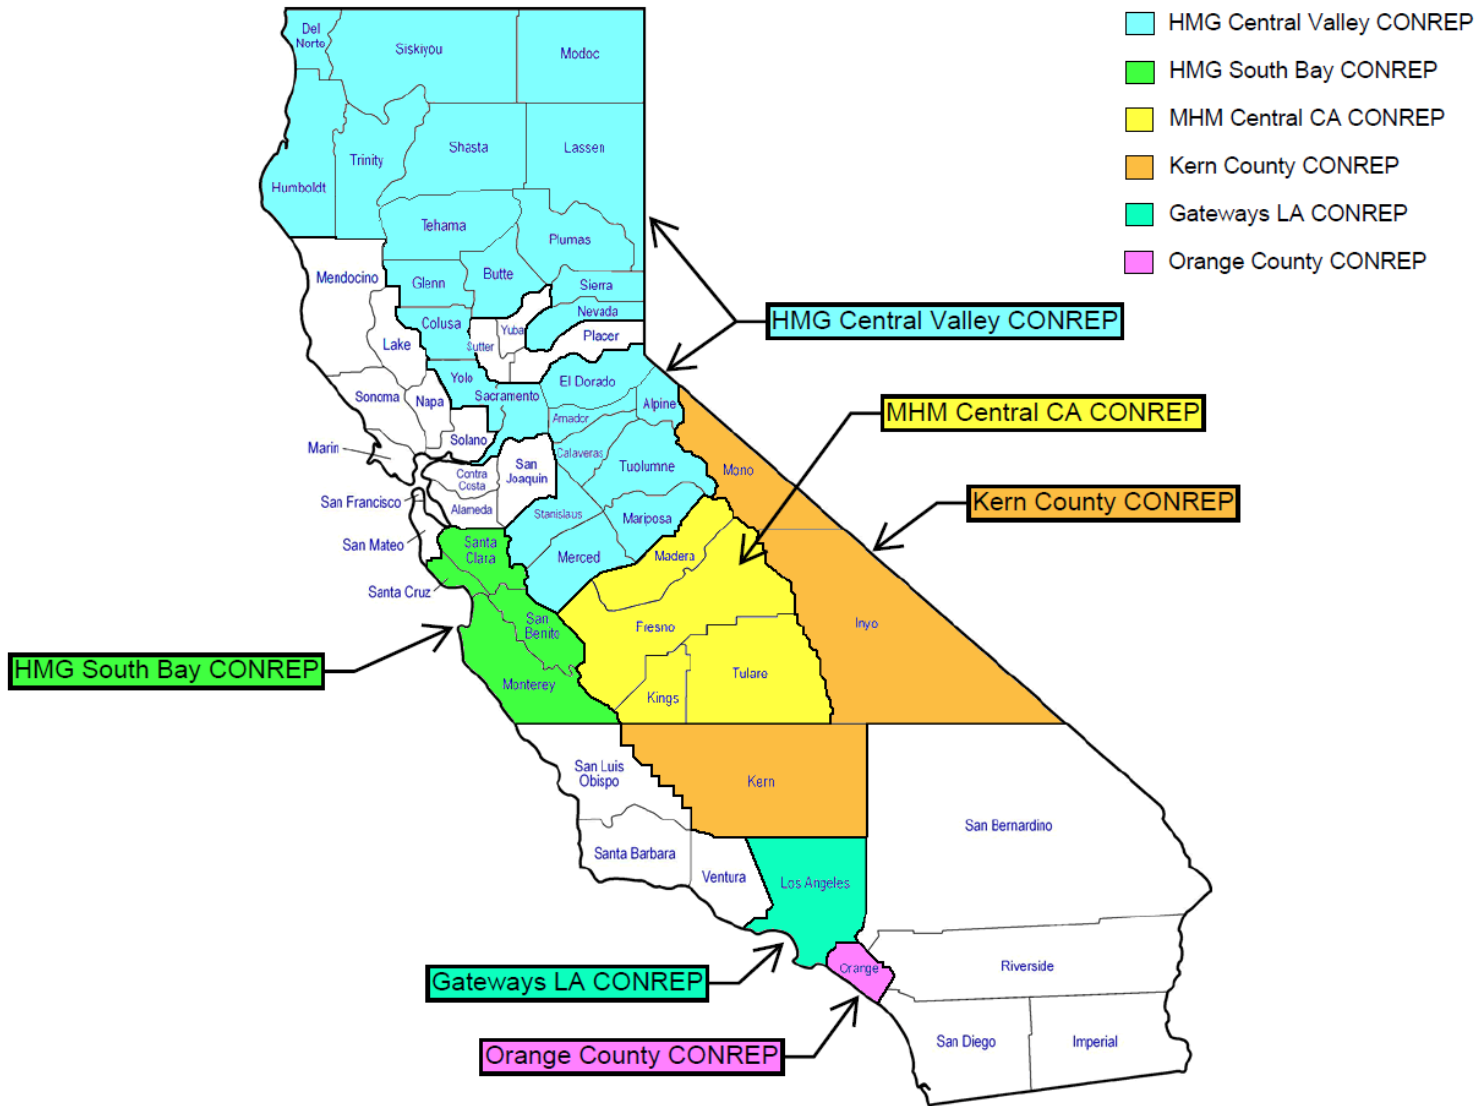 HMG Central Valley CONREP
HMG South Bay CONREP
MHM Central CA CONREP
Kern County CONREP
Gateways LA CONREP
Orange County CONREP
Del
Norte
Siskiyou
Modoc
Trinity
Shasta
Lassen
Humboldt
Tehama
Plumas
Mendocino
Glenn
Butte
Sierra
Nevada
Colusa
Yuba
Placer
Lake
Sutter
HMG Central Valley CONREP
Yolo
El Dorado
Sonoma
Napa
Sacramento
Alpine
Amador
MHM Central CA CONREP
Solano
Marin
Calaveras
Contra
Costa
San
Joaquin
Tuolumne
Mono
San Francisco
Alameda
Stanislaus
Mariposa
Kern County CONREP
San Mateo
Santa
Clara
Merced
Madera
Santa Cruz
San
Benito
Fresno
Inyo
HMG South Bay CONREP
Monterey
Kings
Tulare
San Luis
Obispo
Kern
San Bernardino
Santa Barbara
Ventura
Los Angeles
Gateways LA CONREP
Orange
Riverside
Orange County CONREP
San Diego
Imperial